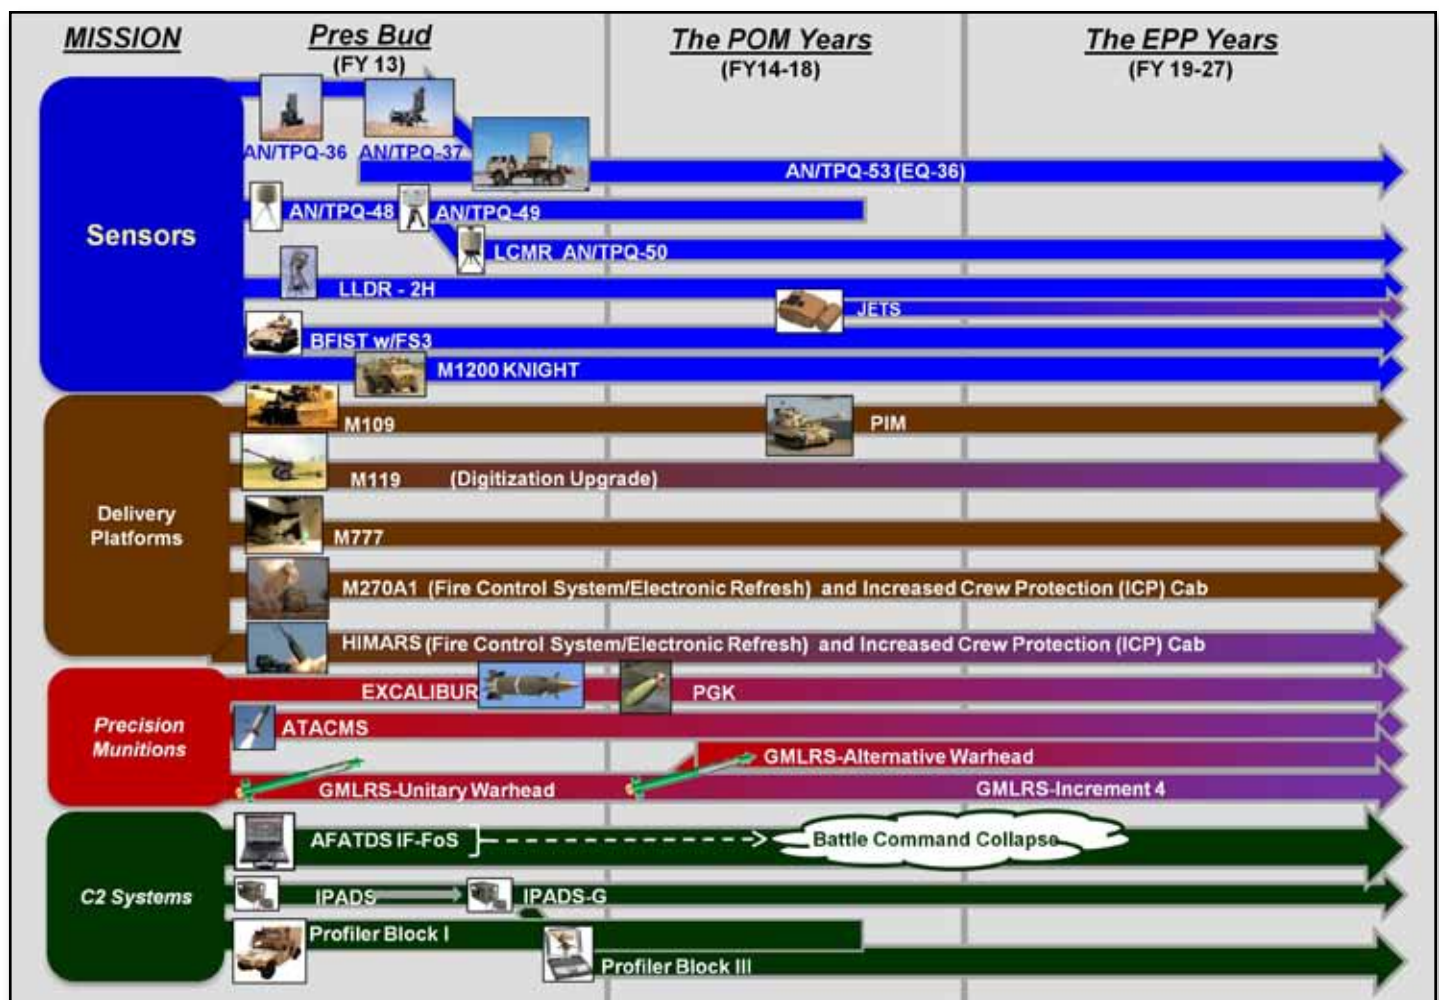 MISSION
Pres Bud
(FY 13)
The POM Years
(FY14-18)
The EPP Years
(FY 19-27)
Sensors
AN/TPQ-36
AN/TPQ-37
AN/TPQ-53 (EQ-36)
AN/TPQ-48
AN/TPQ-49
LCMR AN/TPQ-50
LLDR - 2H
JETS
BFIST w/FS3
M1200 KNIGHT
Delivery
Platforms
M109
PIM
M119 (Digitization Upgrade)
M777
M270A1 (Fire Control System/Electronic Refresh) and Increased Crew Protection (ICP) Cab
HIMARS (Fire Control System/Electronic Refresh) and Increased Crew Protection (ICP) Cab
Precision
Munitions
EXCALIBUR
PGK
ATACMS
GMLRS-Alternative Warhead
GMLRS-Unitary Warhead
GMLRS-Increment 4
C2 Systems
AFATDS IF-FoS
Battle Command Collapse
IPADS
IPADS-G
Profiler Block I
Profiler Block III